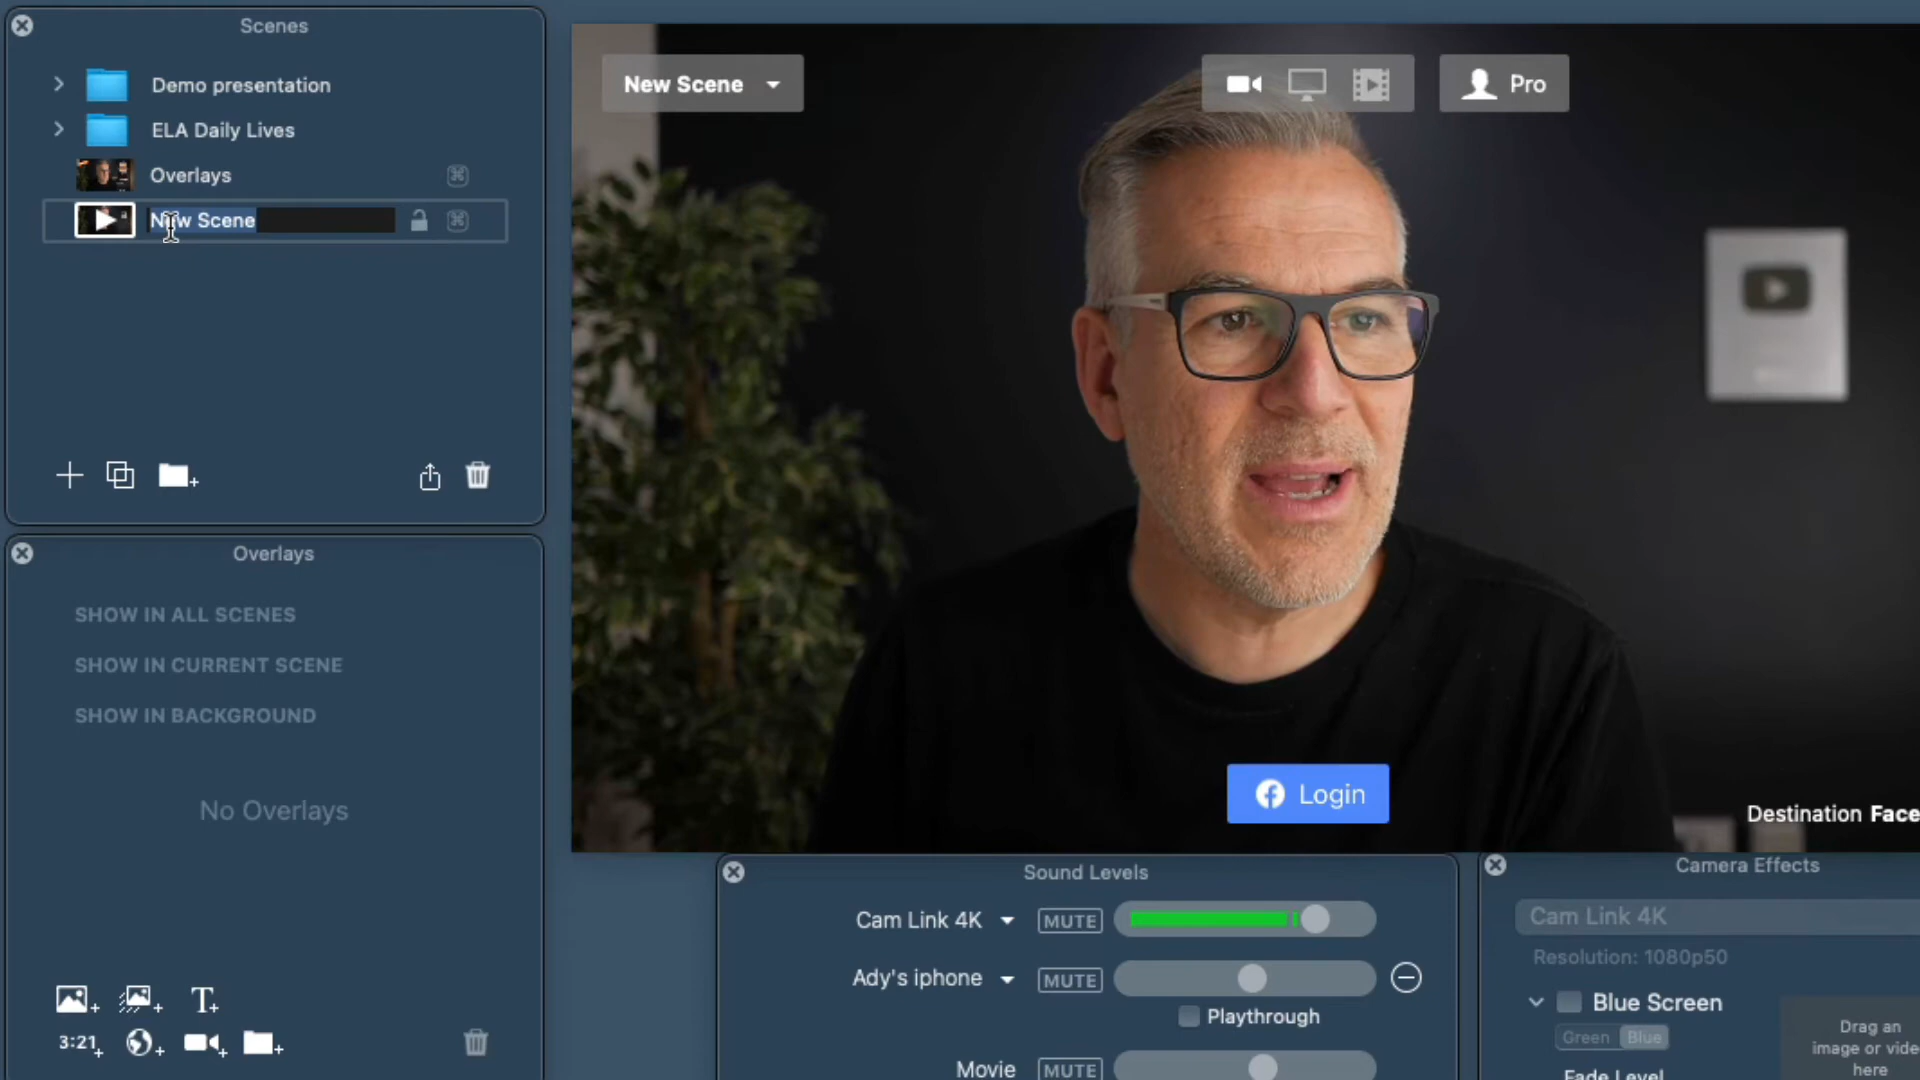 Scenes
Demo presentation
ELA Daily Lives
Overlays
New Scene
New Scene
Pro
Overlays
SHOW IN ALL SCENES
SHOW IN CURRENT SCENE
SHOW IN BACKGROUND
No Overlays
3:21
Login
Destination Face
Sound Levels
Cam Link 4K
MUTE
Ady's iphone
MUTE
Playthrough
Movie
MUTE
Camera Effects
Cam Link 4K
Resolution: 1080p50
Blue Screen
Green
Blue
Drag an
image or vide
here
Fade Level